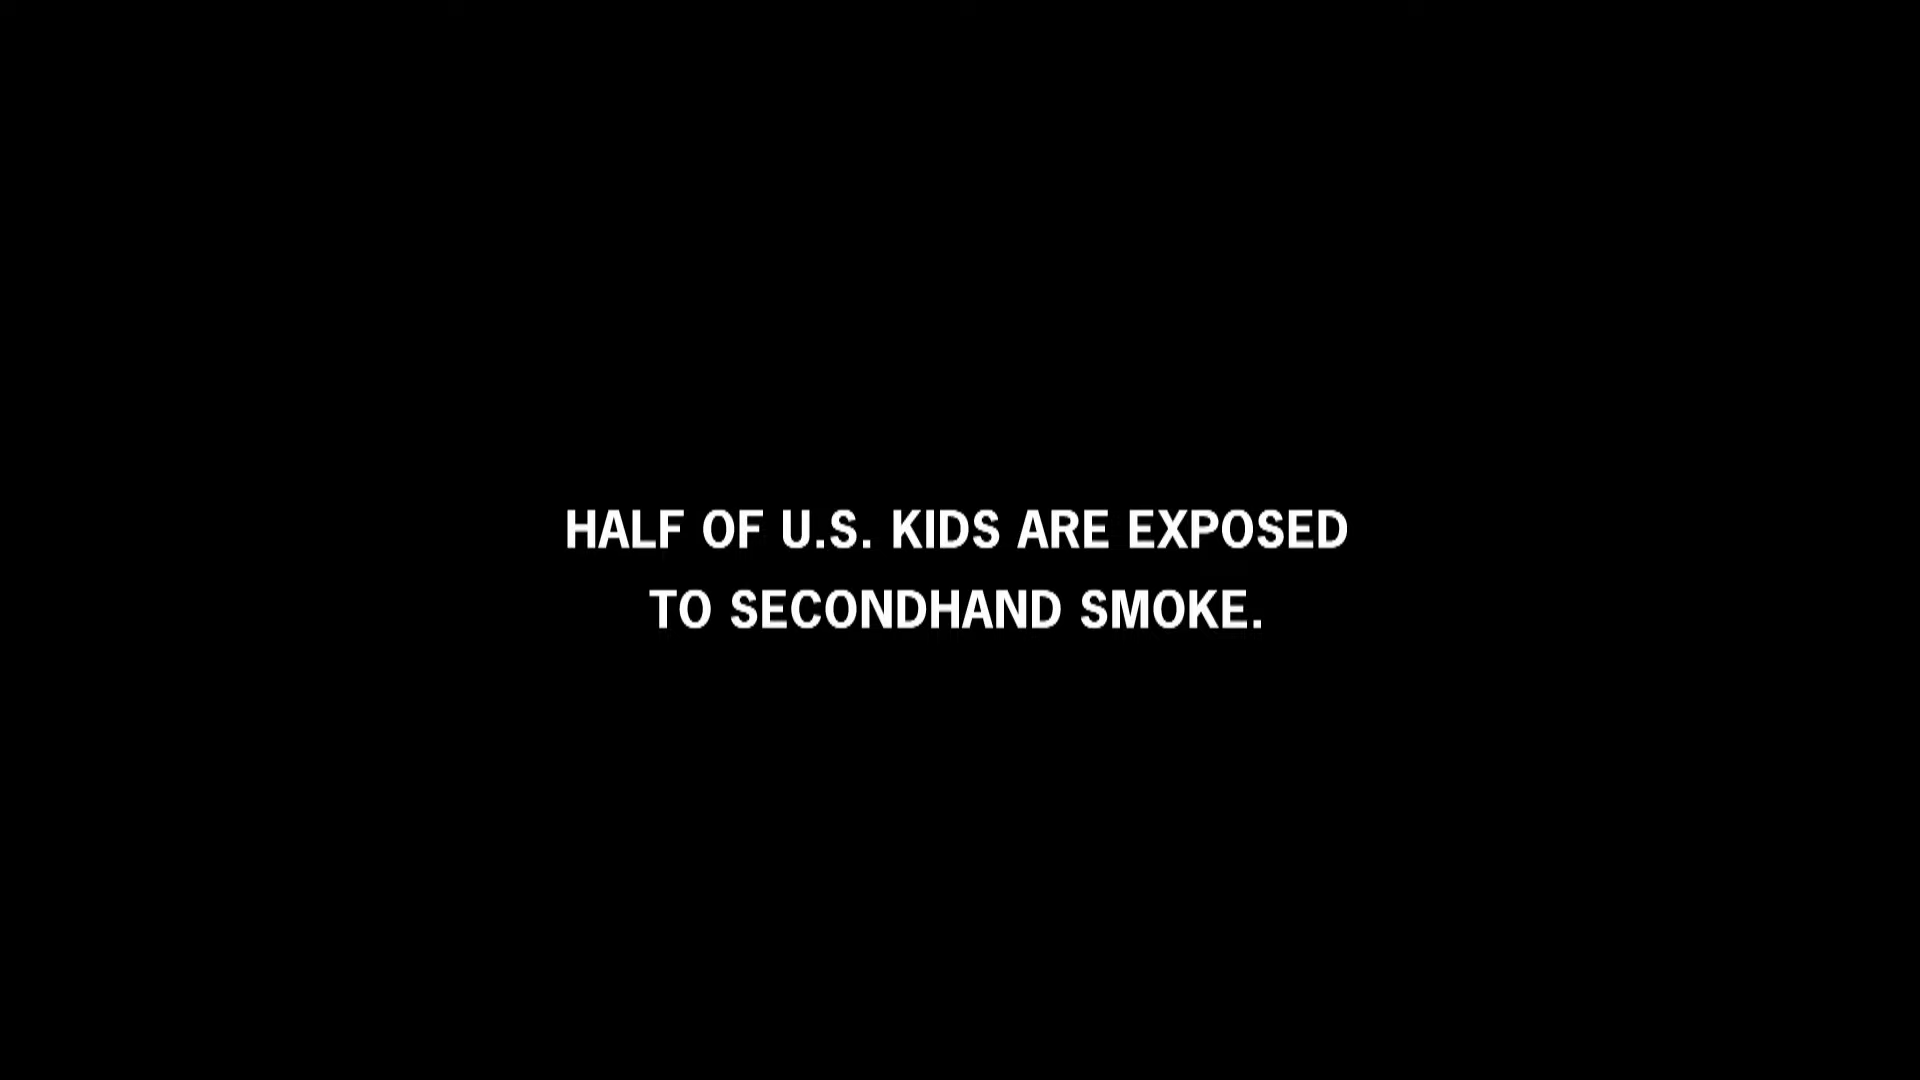 HALF OF U.S. KIDS ARE EXPOSED
TO SECONDHAND SMOKE.